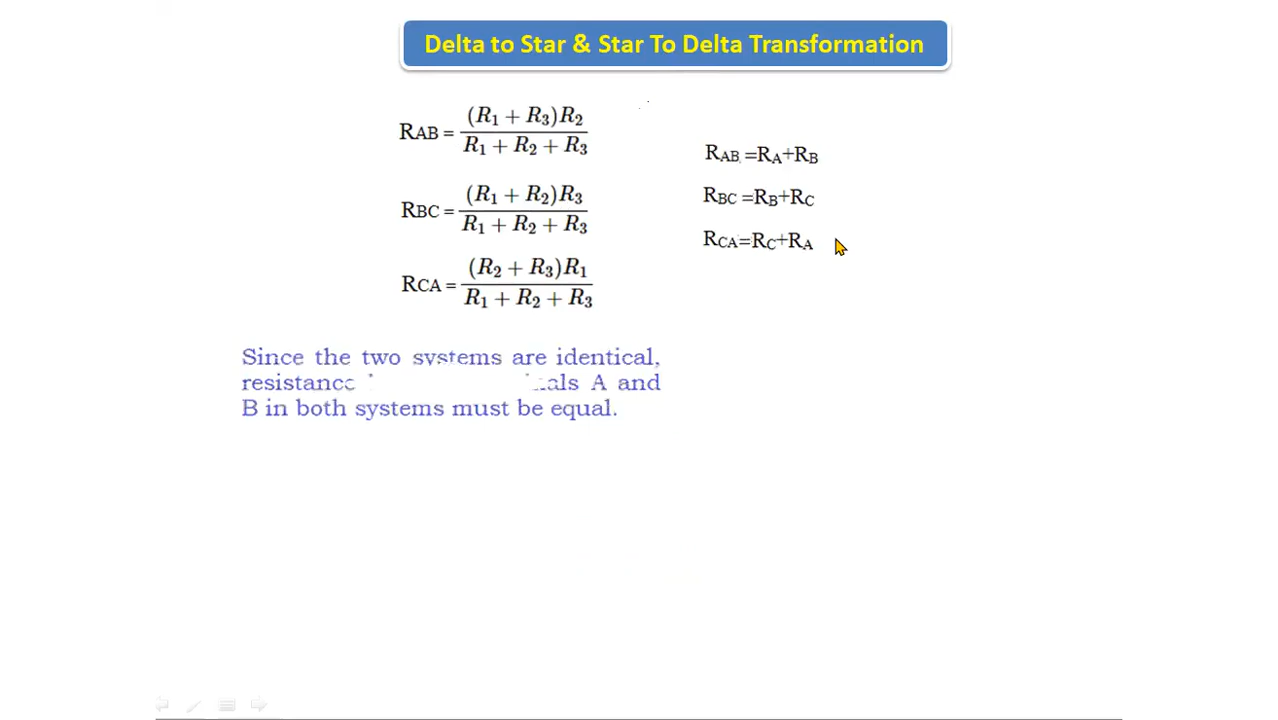 Delta to Star & Star To Delta Transformation
RAB = (R1 + R3)R2 / R1 + R2 + R3
RBC = (R1 + R2)R3 / R1 + R2 + R3
RCA = (R2 + R3)R1 / R1 + R2 + R3
RAB =RA+RB
RBC =RB+RC
RCA=RC+RA
Since the two systems are identical,
resistance A and
B in both systems must be equal.